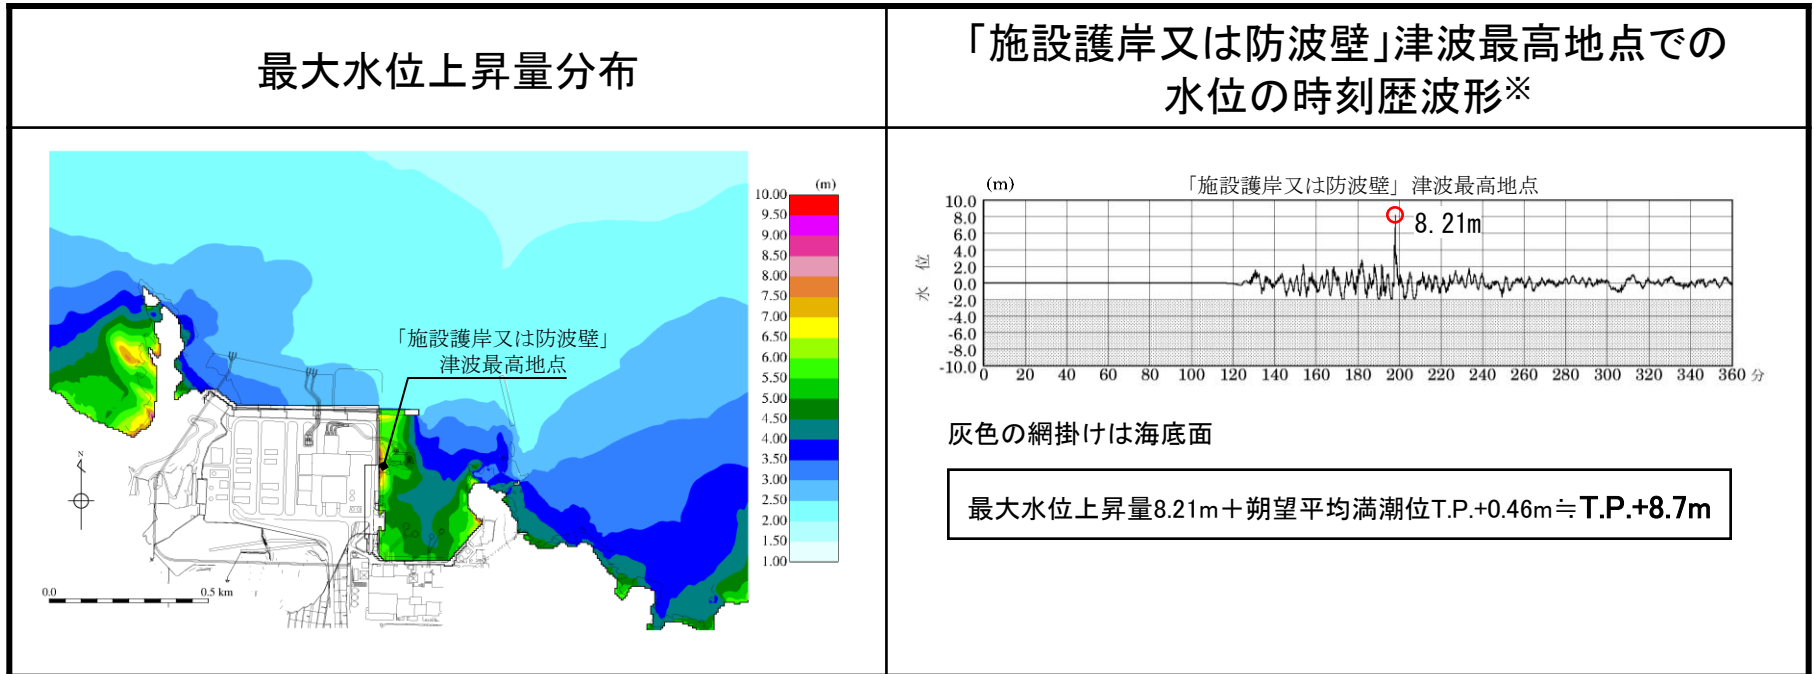 最大水位上昇量分布
「施設護岸又は防波壁」津波最高地点での
水位の時刻歴波形※
(m)
10.00
9.50
9.00
8.50
8.00
7.50
7.00
6.50
6.00
5.50
5.00
4.50
4.00
3.50
3.00
2.50
2.00
1.50
1.00
「施設護岸又は防波壁」
津波最高地点
N
0.0
0.5 km
(m)
「施設護岸又は防波壁」津波最高地点
10.0
8.0
6.0
4.0
2.0
0.0
-2.0
-4.0
-6.0
-8.0
-10.0
水位
8.21m
0 20 40 60 80 100 120 140 160 180 200 220 240 260 280 300 320 340 360 分
灰色の網掛けは海底面
最大水位上昇量8.21m+朔望平均満潮位T.P.+0.46m≒T.P.+8.7m